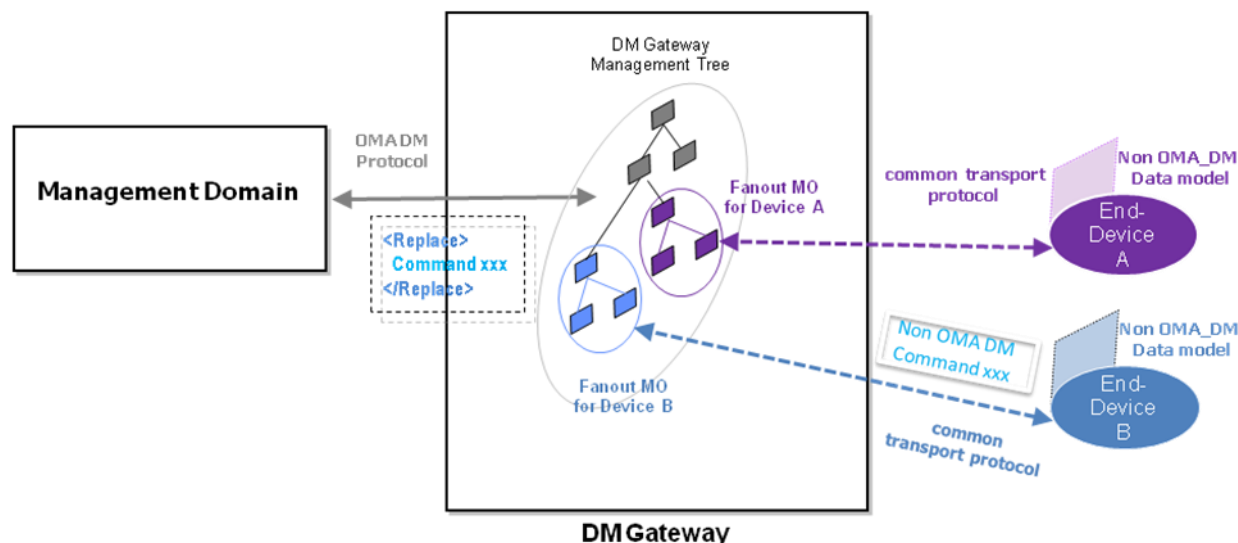 DM Gateway
Management Tree
OMADM
Protocol
Management Domain
<Replace>
Command xxx
</Replace>
Fanout MO
for Device A
common transport
protocol
Non OMA_DM
Data model
End-
Device
A
Fanout MO
for Device B
Non OMA DM
Command xxx
common
transport protocol
Non OMA_DM
Data model
End-
Device
B
DM Gateway